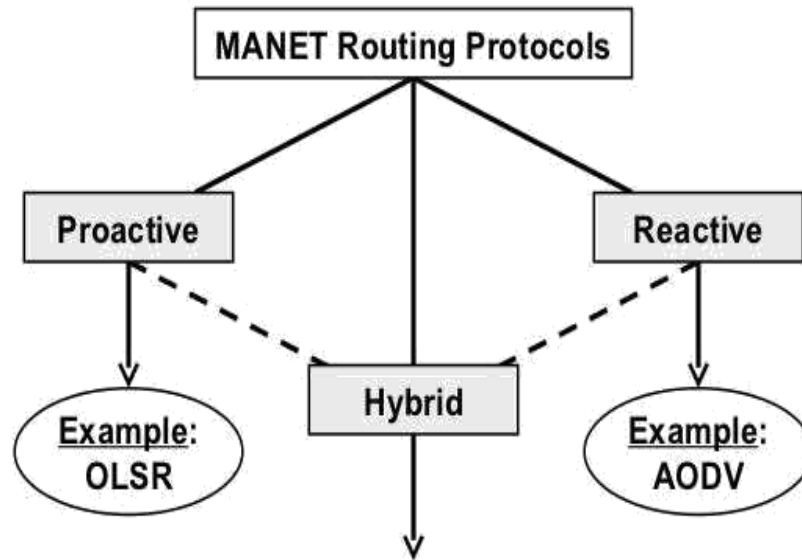 MANET Routing Protocols
Proactive
Reactive
Hybrid
Example:
OLSR
Example:
AODV